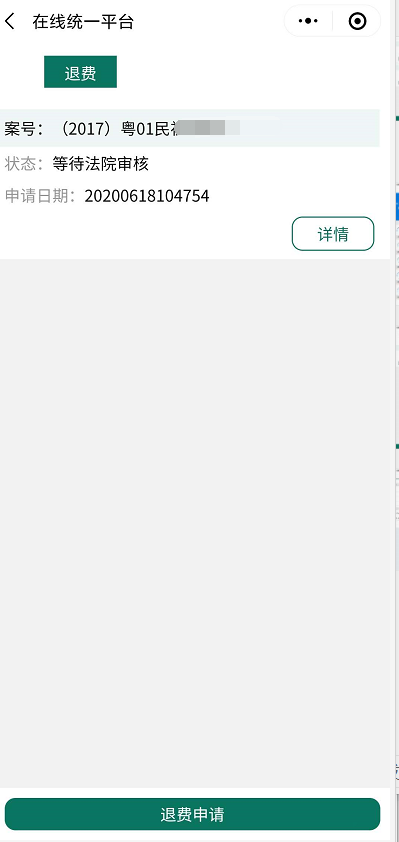 在线统一平台
退费
案号：（2017）粤01民
状态：等待法院审核
申请日期：20200618104754
详情
退费申请